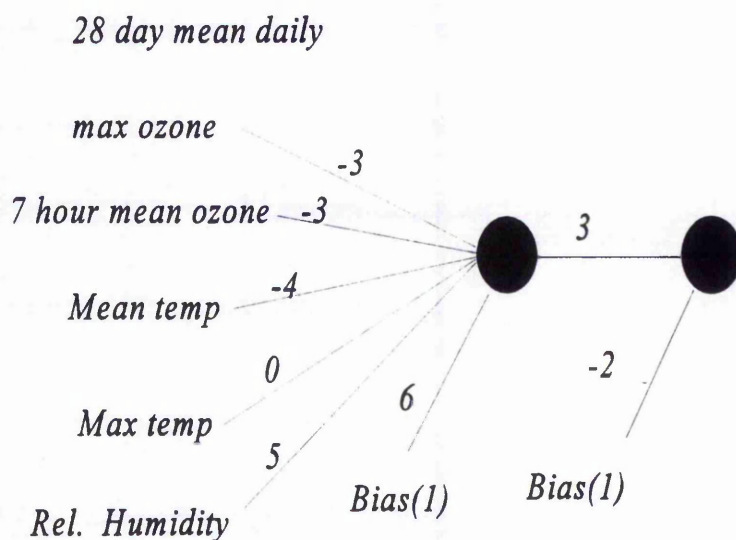 28 day mean daily
max ozone
-3
7 hour mean ozone
-3
3
Mean temp
-4
0
-2
Max temp
6
5
Bias(1)
Bias(1)
Rel. Humidity